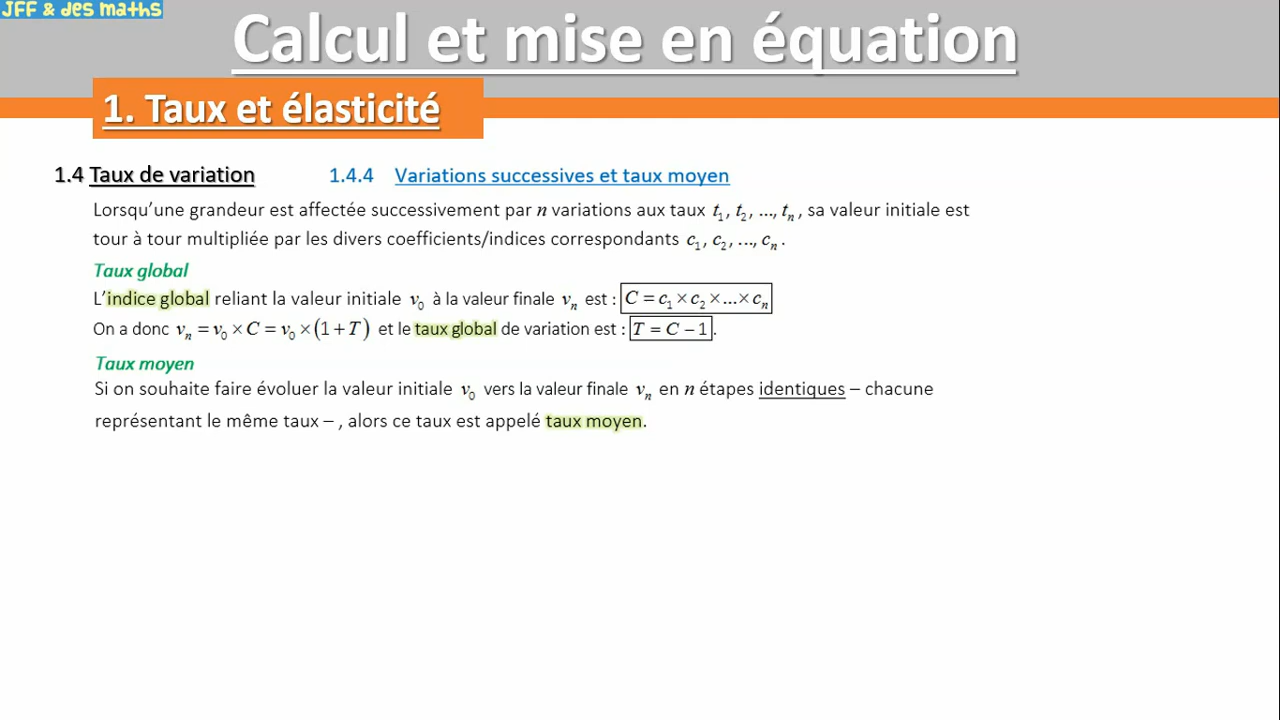 JFF & des maths
Calcul et mise en équation
1. Taux et élasticité
1.4 Taux de variation 1.4.4 Variations successives et taux moyen
Lorsqu'une grandeur est affectée successivement par n variations aux taux t₁, t₂, ..., tₙ, sa valeur initiale est
tour à tour multipliée par les divers coefficients/indices correspondants c₁, c₂, ..., cₙ.
Taux global
L'indice global reliant la valeur initiale v₀ à la valeur finale vₙ est : C = c₁ × c₂ × ... × cₙ
On a donc vₙ = v₀ × C = v₀ × (1 + T) et le taux global de variation est : T = C − 1.
Taux moyen
Si on souhaite faire évoluer la valeur initiale v₀ vers la valeur finale vₙ en n étapes identiques – chacune
représentant le même taux – , alors ce taux est appelé taux moyen.